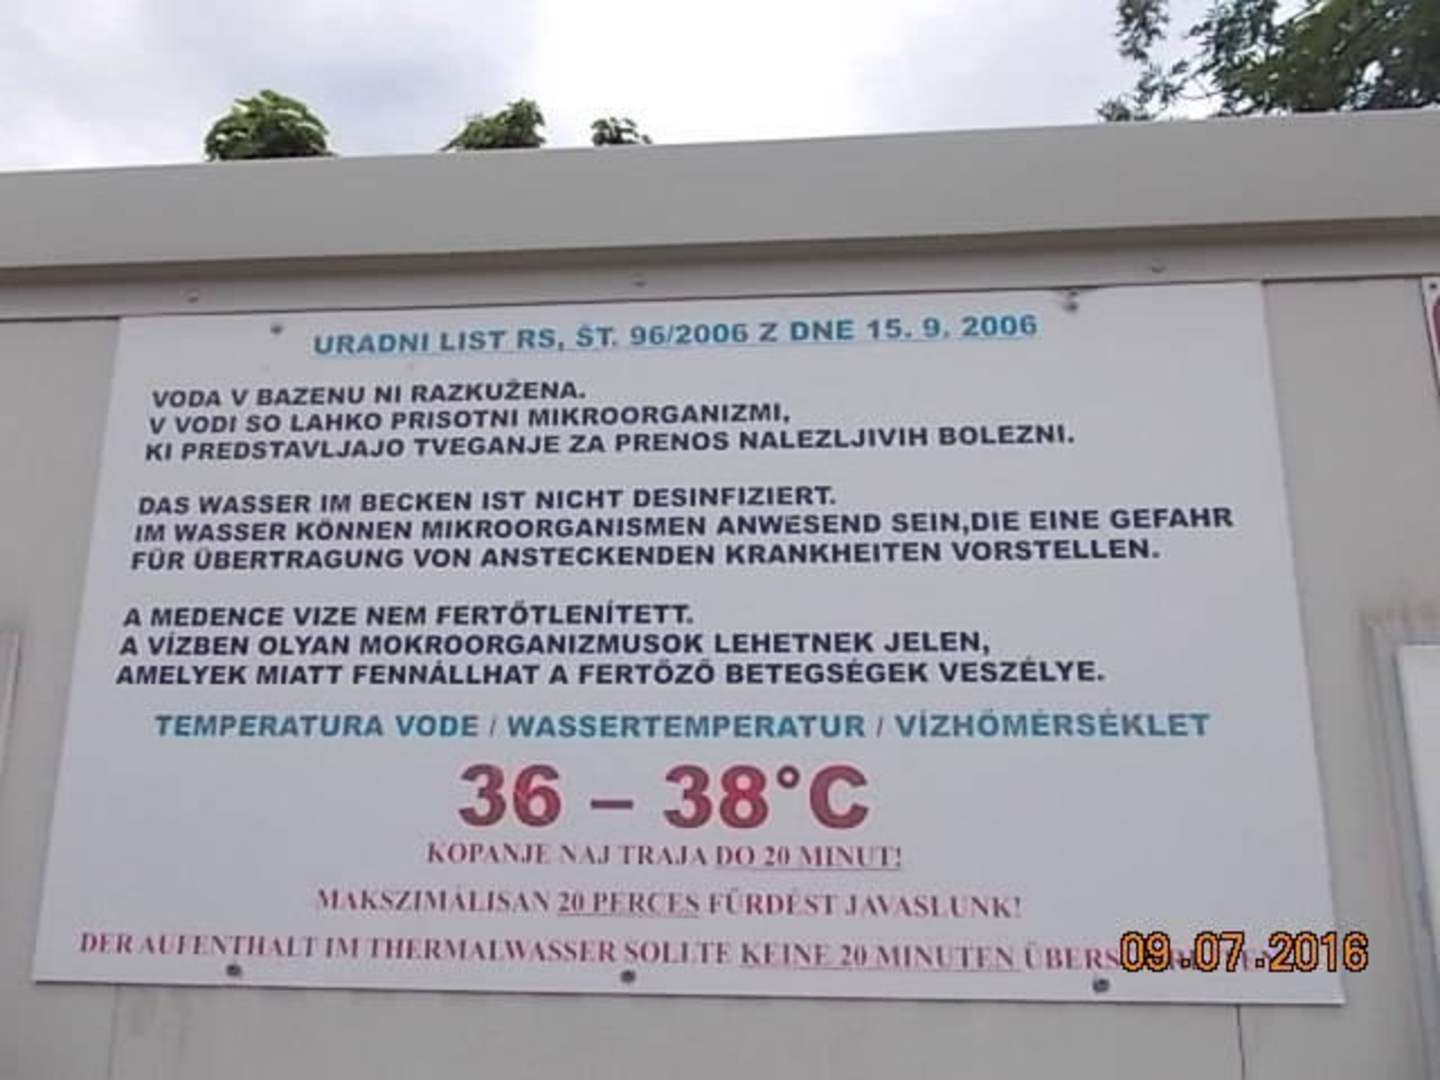 URADNI LIST RS, ŠT. 96/2006 Z DNE 15. 9. 2006
VODA V BAZENU NI RAZKUŽENA.
V VODI SO LAHKO PRISOTNI MIKROORGANIZMI,
KI PREDSTAVLJAJO TVEGANJE ZA PRENOS NALEZLJIVIH BOLEZNI.
DAS WASSER IM BECKEN IST NICHT DESINFIZIERT.
IM WASSER KÖNNEN MIKROORGANISMEN ANWESEND SEIN,DIE EINE GEFAHR
FÜR ÜBERTRAGUNG VON ANSTECKENDEN KRANKHEITEN VORSTELLEN.
A MEDENCE VIZE NEM FERTŐTLENÍTETT.
A VÍZBEN OLYAN MOKROORGANIZMUSOK LEHETNEK JELEN,
AMELYEK MIATT FENNÁLLHAT A FERTŐZŐ BETEGSÉGEK VESZÉLYE.
TEMPERATURA VODE / WASSERTEMPERATUR / VÍZHŐMÉRSÉKLET
36 – 38°C
KOPANJE NAJ TRAJA DO 20 MINUT!
MAKSZIMÁLISAN 20 PERCES FÜRDÉST JAVASLUNK!
DER AUFENTHALT IM THERMALWASSER SOLLTE KEINE 20 MINUTEN
09.07.2016